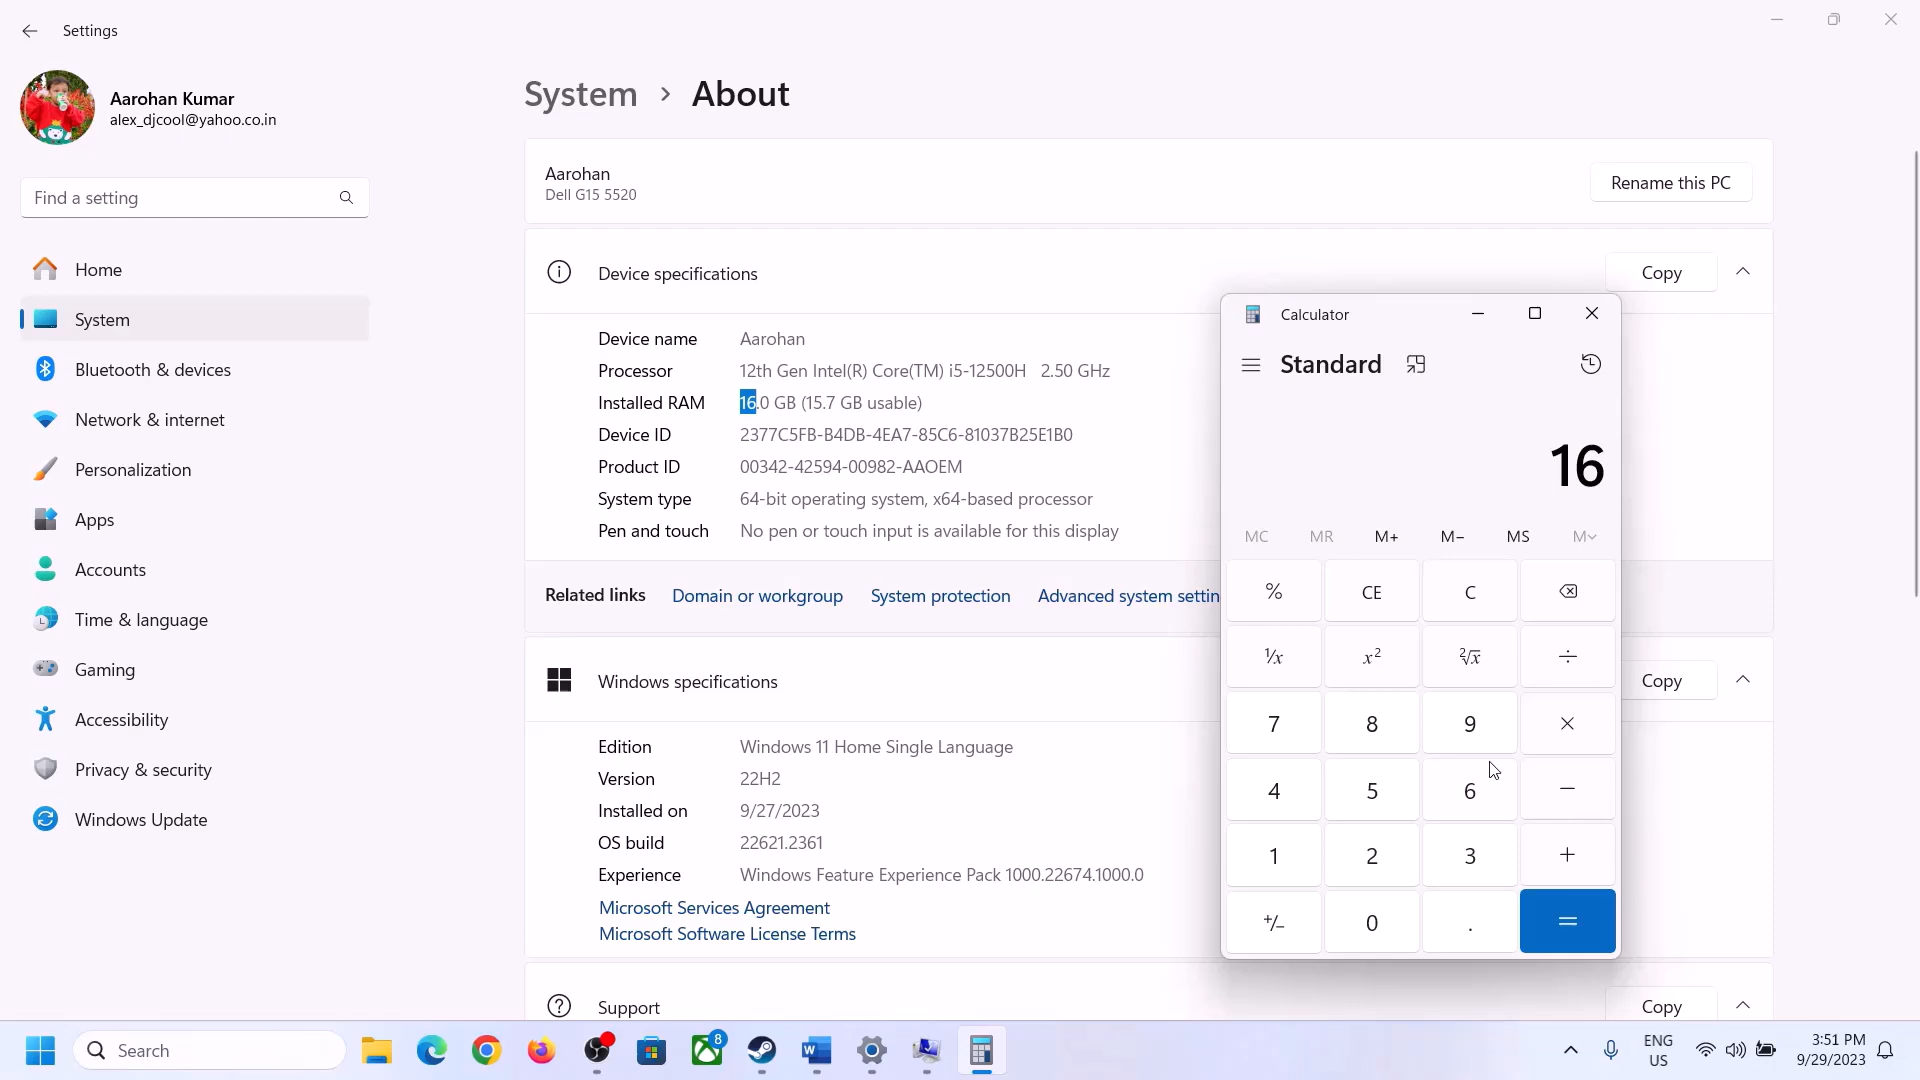 Settings
Aarohan Kumar
alex_djcool@yahoo.co.in
Find a setting
Home
System
Bluetooth & devices
Network & internet
Personalization
Apps
Accounts
Time & language
Gaming
Accessibility
Privacy & security
Windows Update
System > About
Aarohan
Dell G15 5520
Rename this PC
Device specifications
Copy
Device name Aarohan
Processor 12th Gen Intel(R) Core(TM) i5-12500H 2.50 GHz
Installed RAM 16.0 GB (15.7 GB usable)
Device ID 2377C5FB-B4DB-4EA7-85C6-81037B25E1B0
Product ID 00342-42594-00982-AAOEM
System type 64-bit operating system, x64-based processor
Pen and touch No pen or touch input is available for this display
Related links Domain or workgroup System protection Advanced system settin
Windows specifications
Copy
Edition Windows 11 Home Single Language
Version 22H2
Installed on 9/27/2023
OS build 22621.2361
Experience Windows Feature Experience Pack 1000.22674.1000.0
Microsoft Services Agreement
Microsoft Software License Terms
Support
Copy
Calculator
Standard
16
MC MR M+ M− MS M
% CE C
¹/x x² ²√x ÷
7 8 9 ×
4 5 6 −
1 2 3 +
+/− 0 . =
Search
8
ENG
US
3:51 PM
9/29/2023